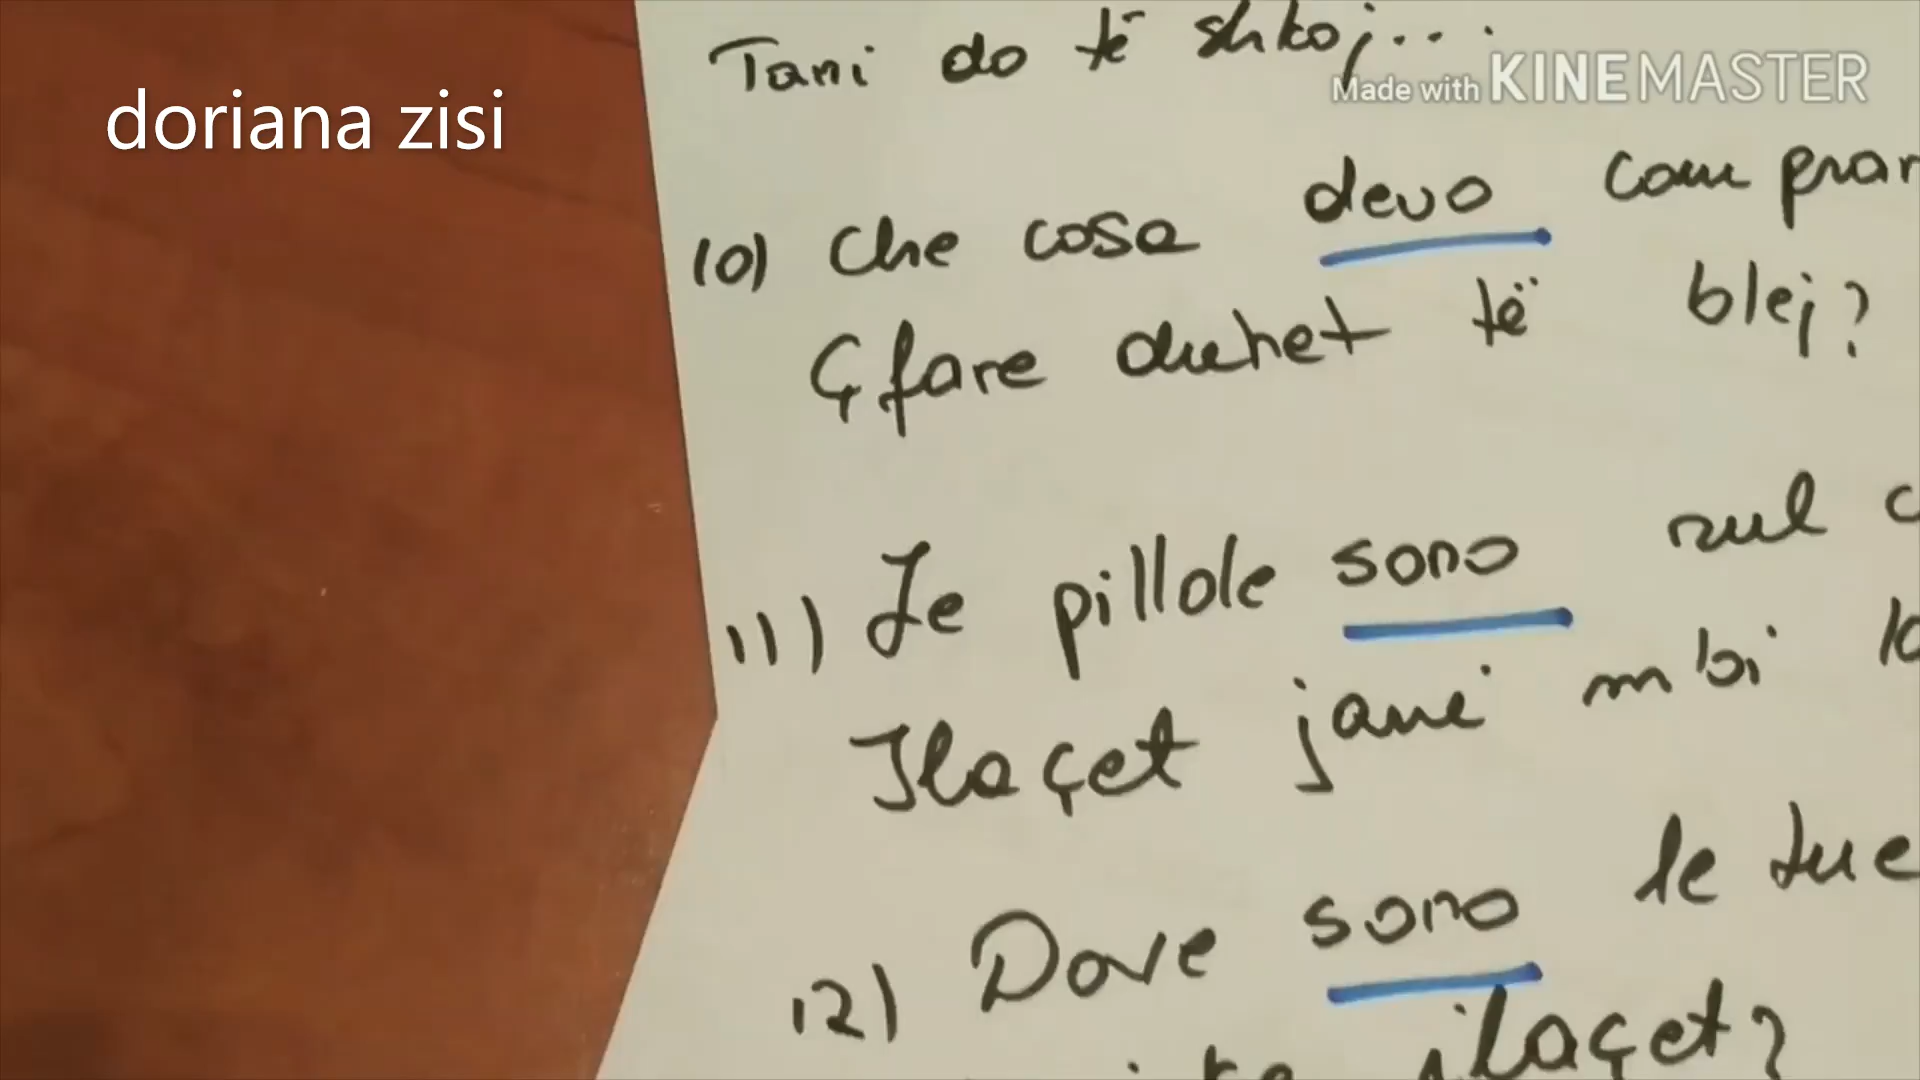 Tani do të shkoj...
Made with KINEMASTER
doriana zisi
10) Che cosa devo comprar
Çfare duhet të blej?
11) Le pillole sono sul c
Ilaçet janë mbi
12) Dove sono le tue
ilaçet?